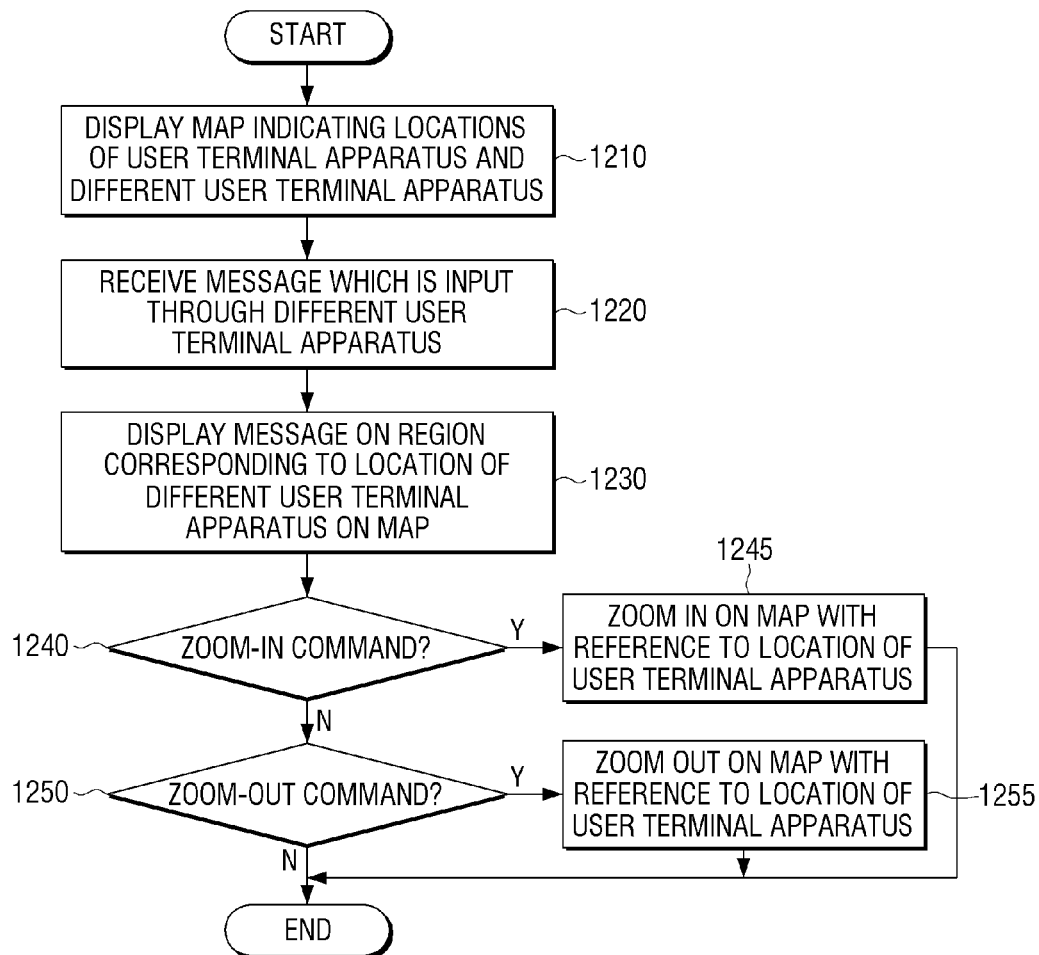 START
DISPLAY MAP INDICATING LOCATIONS
OF USER TERMINAL APPARATUS AND
DIFFERENT USER TERMINAL APPARATUS
1210
RECEIVE MESSAGE WHICH IS INPUT
THROUGH DIFFERENT USER
TERMINAL APPARATUS
1220
DISPLAY MESSAGE ON REGION
CORRESPONDING TO LOCATION OF
DIFFERENT USER TERMINAL
APPARATUS ON MAP
1230
1240
ZOOM-IN COMMAND?
Y
N
1245
ZOOM IN ON MAP WITH
REFERENCE TO LOCATION OF
USER TERMINAL APPARATUS
1250
ZOOM-OUT COMMAND?
Y
N
ZOOM OUT ON MAP WITH
REFERENCE TO LOCATION OF
USER TERMINAL APPARATUS
1255
END